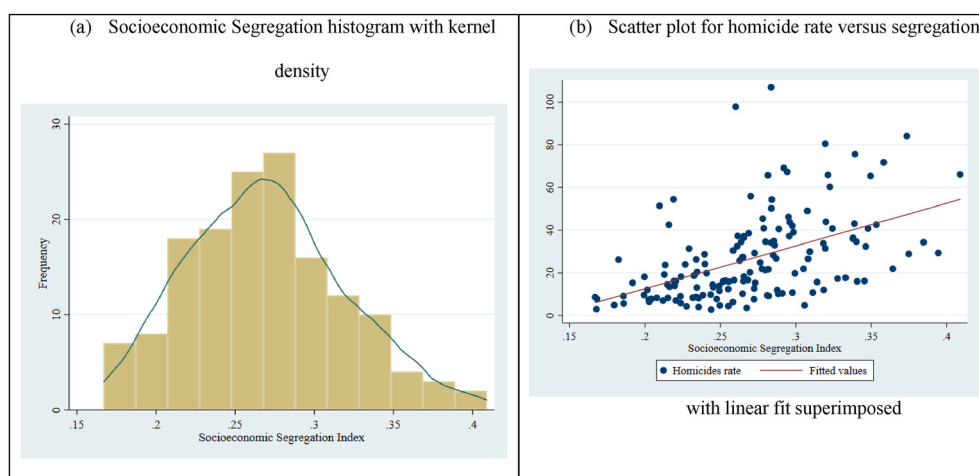 (a) Socioeconomic Segregation histogram with kernel
density
30
20
10
0
Frequency
.15 .2 .25 .3 .35 .4
Socioeconomic Segregation Index
(b) Scatter plot for homicide rate versus segregation
100
80
60
40
20
0
.15 .2 .25 .3 .35 .4
Socioeconomic Segregation Index
Homicides rate Fitted values
with linear fit superimposed